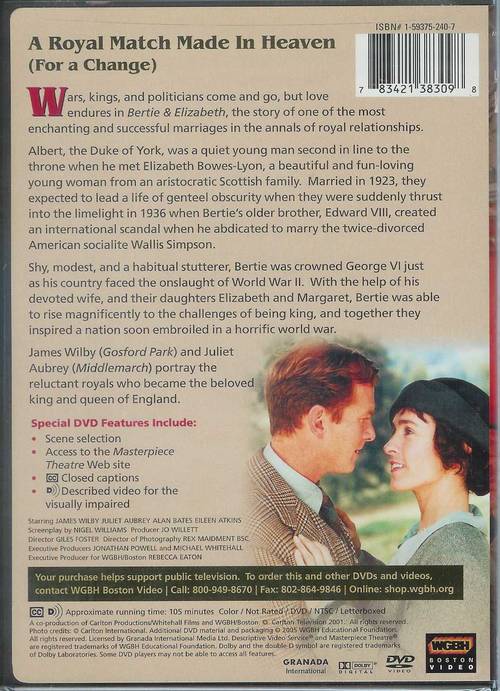 ISBN# 1-59375-240-7
7 83421 38309 8
A Royal Match Made In Heaven
(For a Change)
Wars, kings, and politicians come and go, but love
endures in Bertie & Elizabeth, the story of one of the most
enchanting and successful marriages in the annals of royal relationships.
Albert, the Duke of York, was a quiet young man second in line to the
throne when he met Elizabeth Bowes-Lyon, a beautiful and fun-loving
young woman from an aristocratic Scottish family. Married in 1923, they
expected to lead a life of genteel obscurity when they were suddenly thrust
into the limelight in 1936 when Bertie's older brother, Edward VIII, created
an international scandal when he abdicated to marry the twice-divorced
American socialite Wallis Simpson.
Shy, modest, and a habitual stutterer, Bertie was crowned George VI just
as his country faced the onslaught of World War II. With the help of his
devoted wife, and their daughters Elizabeth and Margaret, Bertie was able
to rise magnificently to the challenges of being king, and together they
inspired a nation soon embroiled in a horrific world war.
James Wilby (Gosford Park) and Juliet
Aubrey (Middlemarch) portray the
reluctant royals who became the beloved
king and queen of England.
Special DVD Features Include:
• Scene selection
• Access to the Masterpiece
Theatre Web site
• CC Closed captions
• D)) Described video for the
visually impaired
Starring JAMES WILBY JULIET AUBREY ALAN BATES EILEEN ATKINS
Screenplay by NIGEL WILLIAMS Producer JO WILLETT
Director GILES FOSTER Director of Photography REX MAIDMENT BSC
Executive Producers JONATHAN POWELL and MICHAEL WHITEHALL
Executive Producer for WGBH/Boston REBECCA EATON
Your purchase helps support public television. To order this and other DVDs and videos,
contact WGBH Boston Video | Call: 800-949-8670 | Fax: 802-864-9846 | Online: shop.wgbh.org
CC D)) Approximate running time: 105 minutes Color / Not Rated / DVD / NTSC / Letterboxed
A co-production of Carlton Productions/Whitehall Films and WGBH/Boston. © Carlton Television 2001. All rights reserved.
Photo credits: © Carlton International. Additional DVD material and packaging © 2005 WGBH Educational Foundation.
All rights reserved. Licensed by Granada International Media Ltd. Descriptive Video Service® and Masterpiece Theatre®
are registered trademarks of WGBH Educational Foundation. Dolby and the double D symbol are registered trademarks
of Dolby Laboratories. Some DVD players may not be able to access all features.
GRANADA
International
DOLBY
DIGITAL
DVD
VIDEO
WGBH
BOSTON
VIDEO